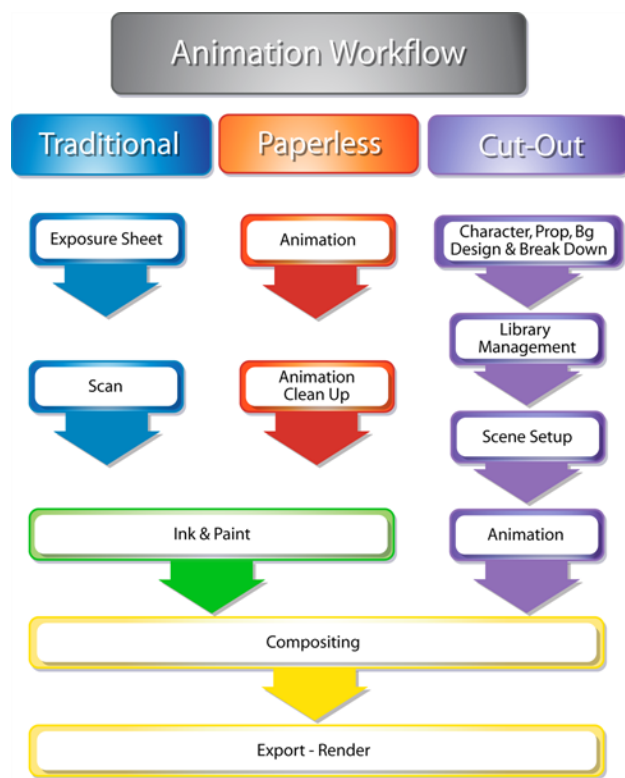 Animation Workflow
Traditional
Paperless
Cut-Out
Exposure Sheet
Animation
Character, Prop, Bg
Design & Break Down
Library
Management
Scan
Animation
Clean Up
Scene Setup
Ink & Paint
Animation
Compositing
Export - Render